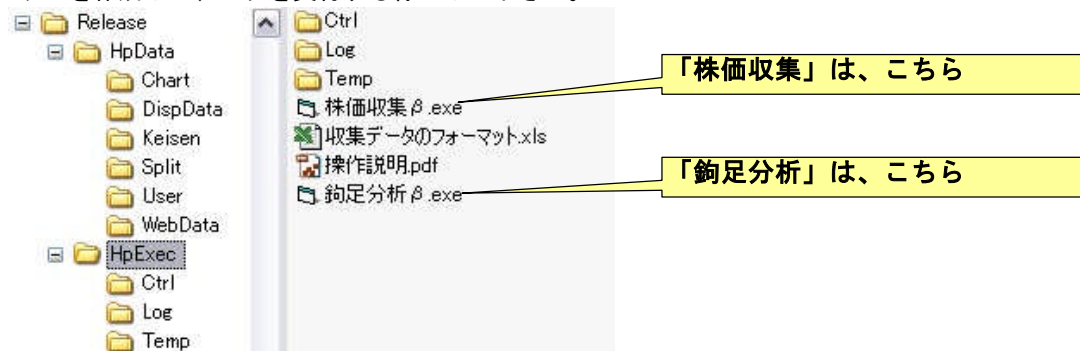 Release
HpData
Chart
DispData
Keisen
Split
User
WebData
HpExec
Ctrl
Log
Temp
Ctrl
Log
Temp
株価収集β.exe
収集データのフォーマット.xls
操作説明.pdf
鉤足分析β.exe
「株価収集」は、こちら
「鉤足分析」は、こちら